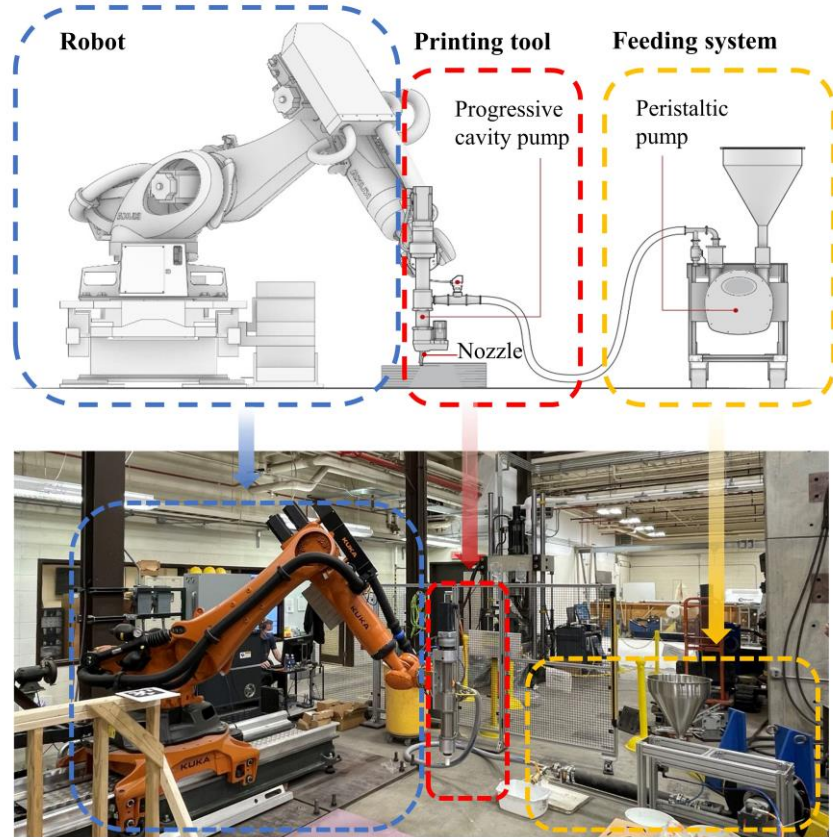 Robot
Printing tool
Feeding system
Progressive
cavity pump
Peristaltic
pump
Nozzle
KUKA
KUKA
KUKA